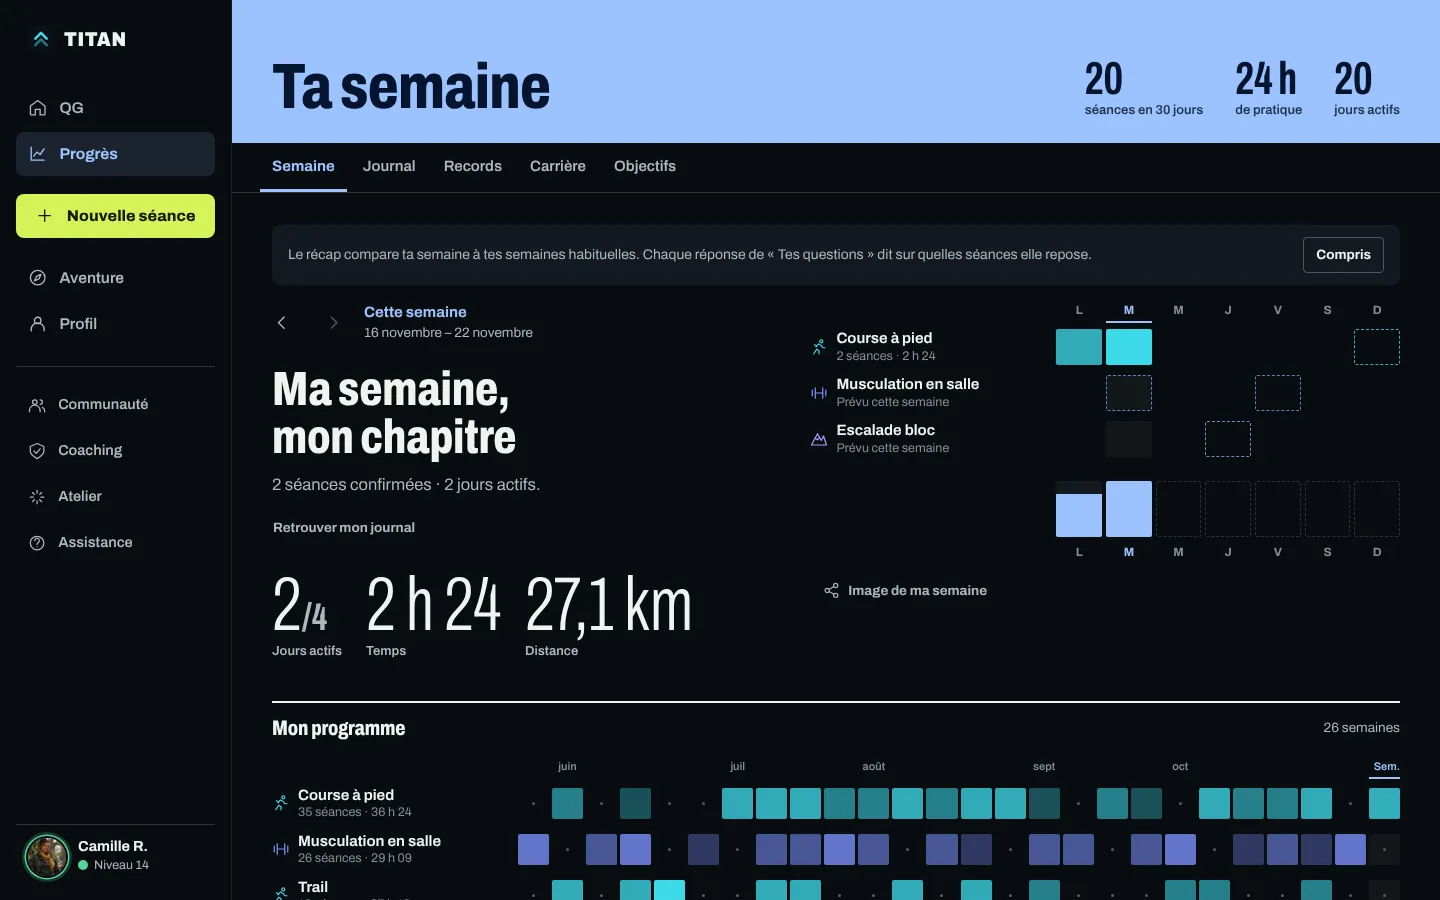 TITAN
QG
Progrès
Nouvelle séance
Aventure
Profil
Communauté
Coaching
Atelier
Assistance
Camille R.
Niveau 14
Ta semaine
20
séances en 30 jours
24 h
de pratique
20
jours actifs
Semaine
Journal
Records
Carrière
Objectifs
Le récap compare ta semaine à tes semaines habituelles. Chaque réponse de « Tes questions » dit sur quelles séances elle repose.
Compris
Cette semaine
16 novembre – 22 novembre
Ma semaine,
mon chapitre
2 séances confirmées · 2 jours actifs.
Retrouver mon journal
2/4
Jours actifs
2 h 24
Temps
27,1 km
Distance
L M M J V S D
Course à pied
2 séances · 2 h 24
Musculation en salle
Prévu cette semaine
Escalade bloc
Prévu cette semaine
L M M J V S D
Image de ma semaine
Mon programme
26 semaines
juin juil août sept oct Sem.
Course à pied
35 séances · 36 h 24
Musculation en salle
26 séances · 29 h 09
Trail